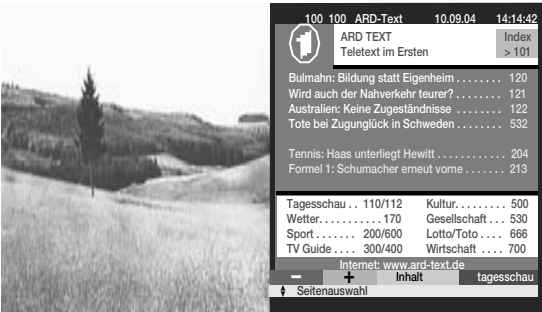 100 100 ARD-Text 10.09.04 14:14:42
1
ARD TEXT Index
Teletext im Ersten > 101
Bulmahn: Bildung statt Eigenheim . . . . . . . . 120
Wird auch der Nahverkehr teurer? . . . . . . . . 121
Australien: Keine Zugeständnisse . . . . . . . . 122
Tote bei Zugunglück in Schweden . . . . . . . . 532
Tennis: Haas unterliegt Hewitt . . . . . . . . . . . . 204
Formel 1: Schumacher erneut vorne . . . . . . . 213
Tagesschau . . 110/112 Kultur. . . . . . . . . 500
Wetter. . . . . . . . . . . 170 Gesellschaft . . . 530
Sport . . . . . . . 200/600 Lotto/Toto . . . . 666
TV Guide . . . . 300/400 Wirtschaft . . . . 700
Internet: www.ard-text.de
− + Inhalt tagesschau
Seitenauswahl